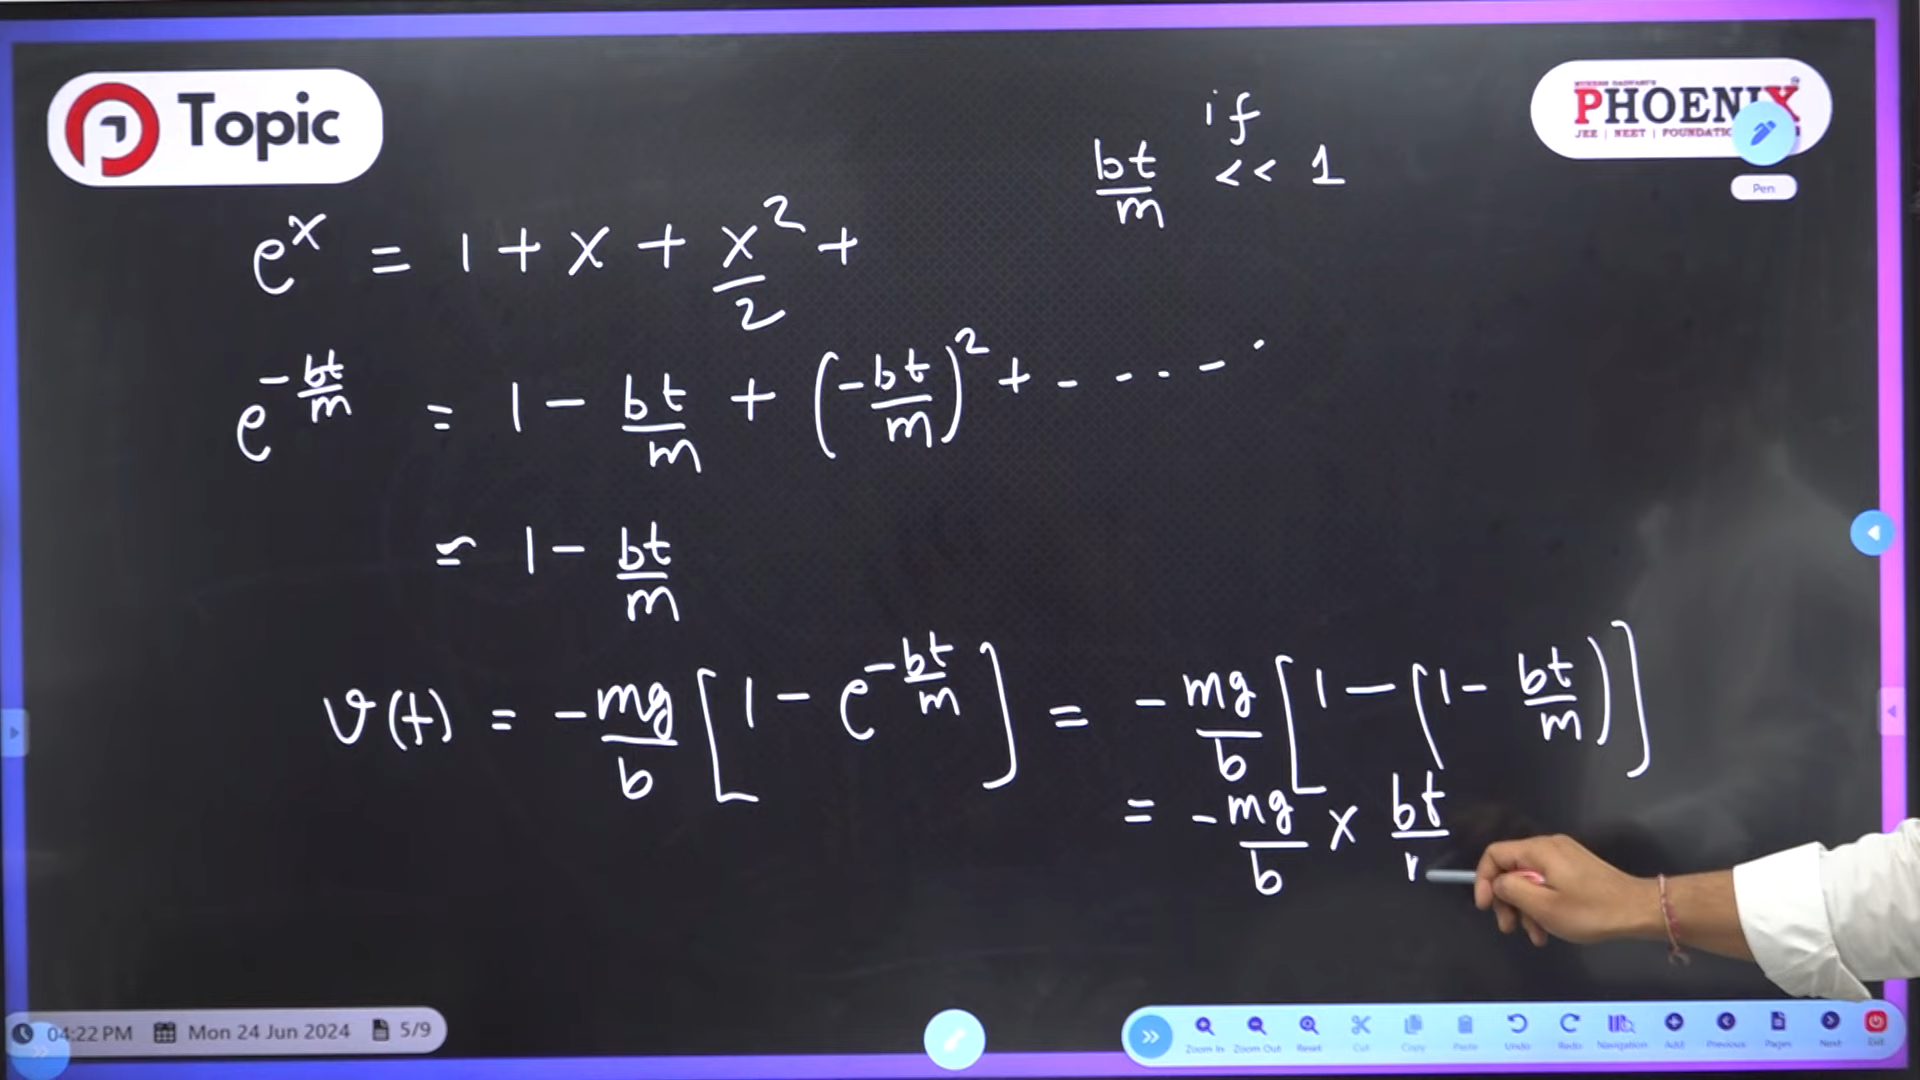 Topic
PHOENIX
JEE | NEET |
Pen
if
bt/m << 1
e^x = 1 + x + x^2/2 +
e^(-bt/m) = 1 - bt/m + (-bt/m)^2 + - - - - - .
≈ 1 - bt/m
v(t) = -mg/b [1 - e^(-bt/m)] = -mg/b [1 - (1 - bt/m)]
= -mg/b × bt/
04:22 PM Mon 24 Jun 2024 5/9
Zoom In Zoom Out Reset Cut Copy Paste Undo Redo Navigation Add Previous Pages Next Exit